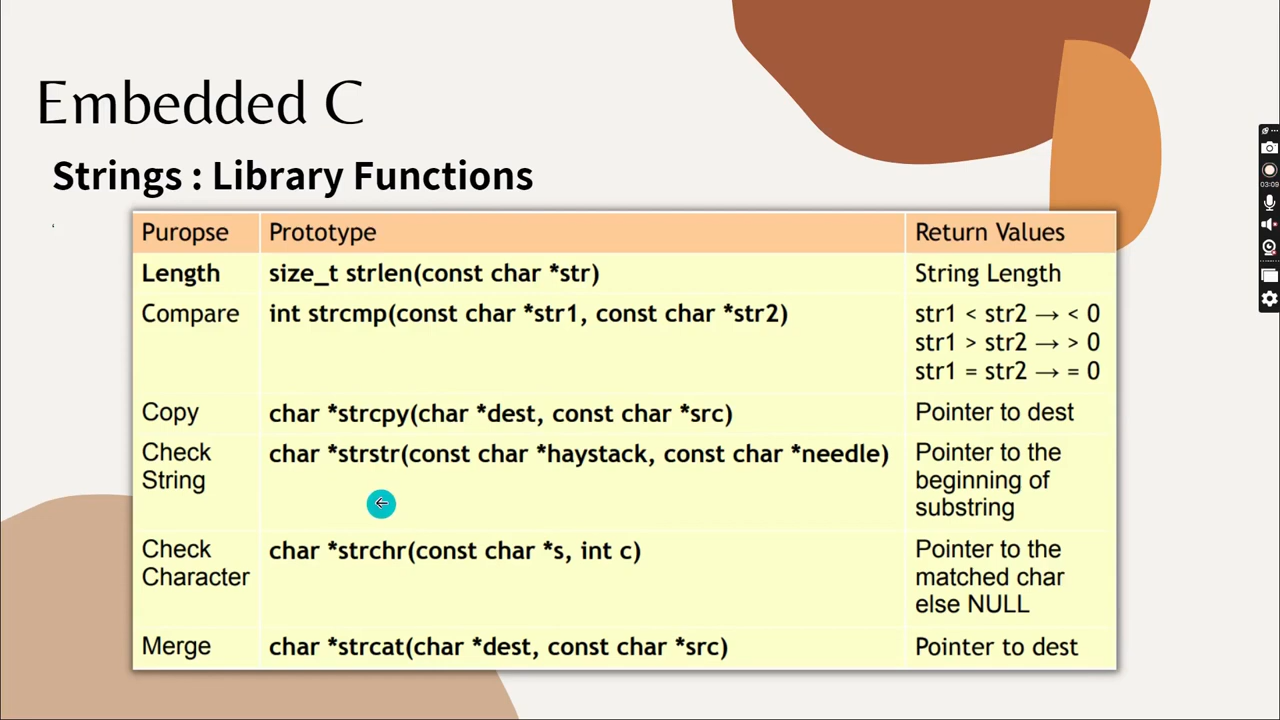 Embedded C
Strings : Library Functions
Puropse Prototype Return Values
Length size_t strlen(const char *str) String Length
Compare int strcmp(const char *str1, const char *str2) str1 < str2 → < 0
str1 > str2 → > 0
str1 = str2 → = 0
Copy char *strcpy(char *dest, const char *src) Pointer to dest
Check char *strstr(const char *haystack, const char *needle) Pointer to the
String beginning of
substring
Check char *strchr(const char *s, int c) Pointer to the
Character matched char
else NULL
Merge char *strcat(char *dest, const char *src) Pointer to dest
03:09